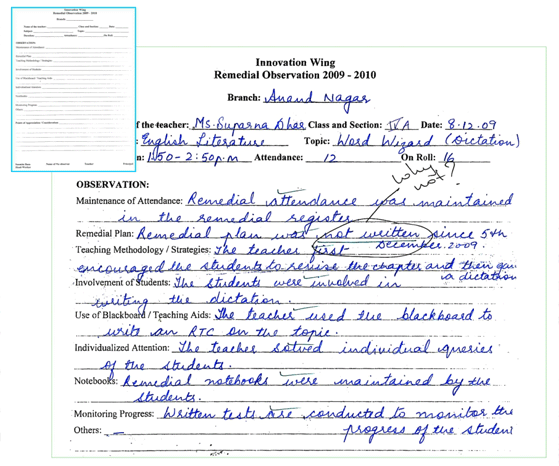 Innovation Wing
Remedial Observation 2009 - 2010
Innovation Wing
Remedial Observation 2009 - 2010
Branch: Anand Nagar
f the teacher: Ms. Suparna Dhar Class and Section: IV A Date: 8.12.09
: English Literature Topic: Word Wizard (Dictation)
n: 1:50 - 2:50 p.m Attendance: 12 On Roll: 16
why not?
OBSERVATION:
Maintenance of Attendance: Remedial attendance was maintained
in the remedial register.
Remedial Plan: Remedial plan was not written since 5th
December. 2009.
Teaching Methodology / Strategies: The teacher first
encouraged the students to revise the chapter and then gave
a dictation
Involvement of Students: The students were involved in
writing the dictation.
Use of Blackboard / Teaching Aids: The teacher used the blackboard to
write an RTC on the topic.
Individualized Attention: The teacher solved individual queries
of the students.
Notebooks: Remedial notebooks were maintained by the
students.
Monitoring Progress: Written tests are conducted to monitor the
progress of the student
Others: —